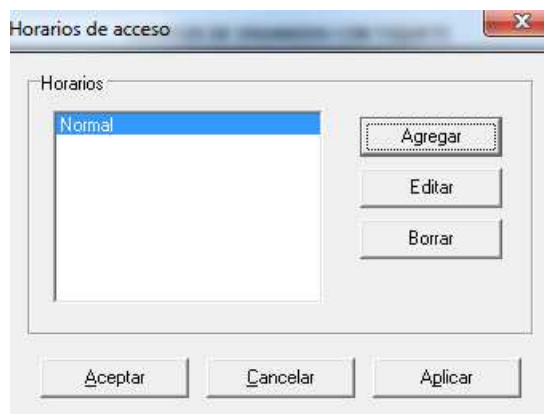 Horarios de acceso
Horarios
Normal
Agregar
Editar
Borrar
Aceptar
Cancelar
Aplicar